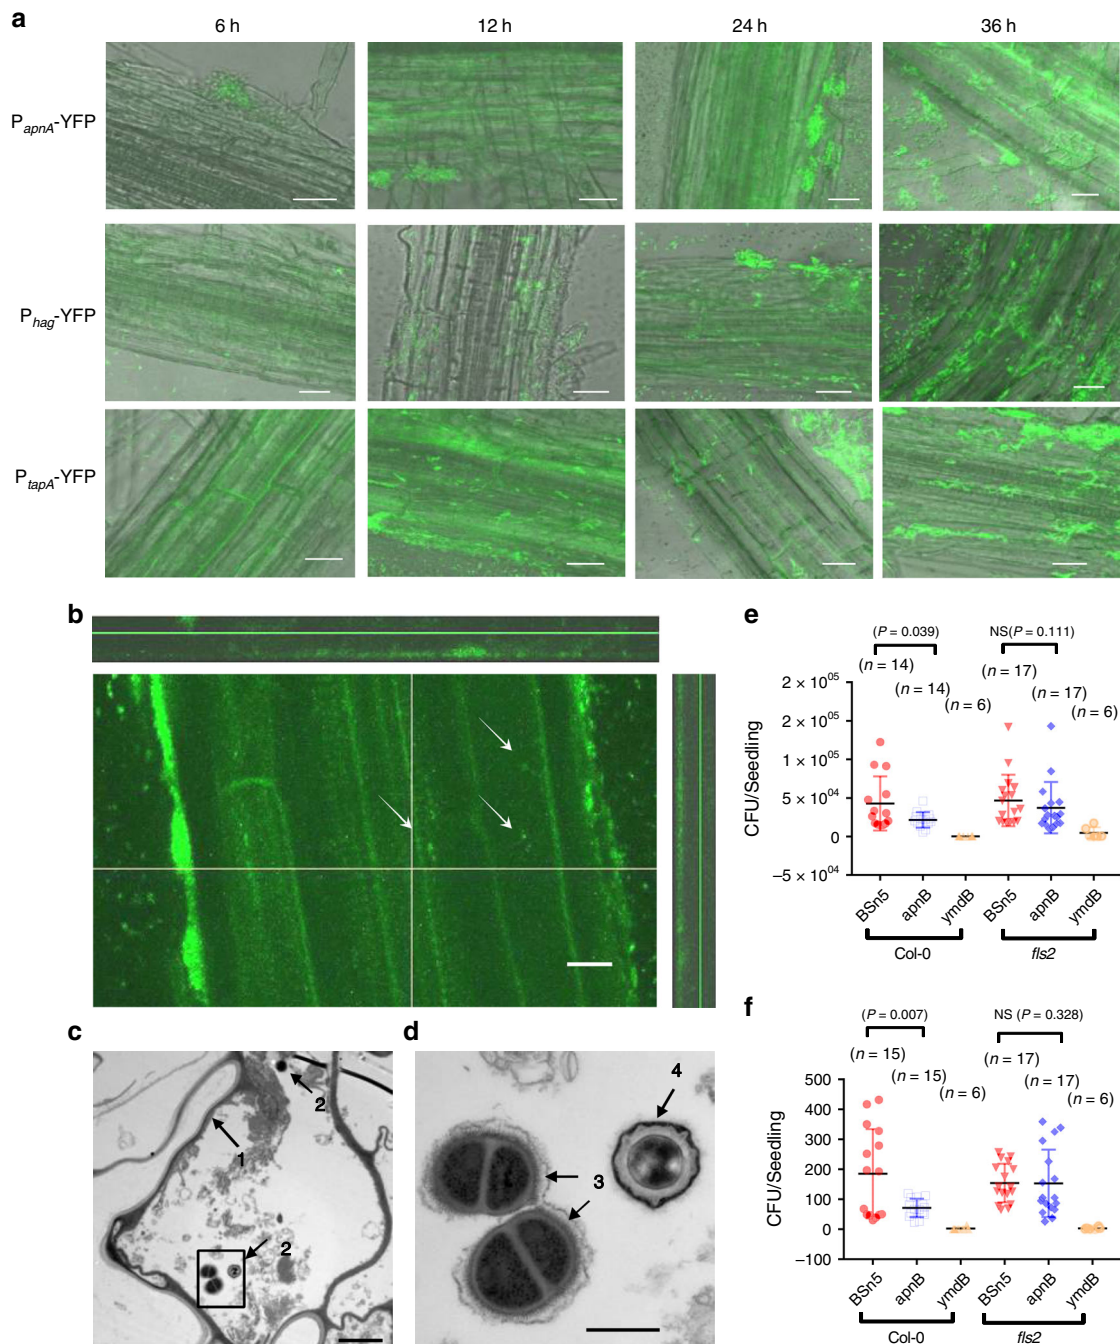 a
6 h 12 h 24 h 36 h
PapnA-YFP
Phag-YFP
PtapA-YFP
b
c
1
2
2
d
3
4
e
(P = 0.039) NS(P = 0.111)
(n = 14) (n = 14) (n = 6) (n = 17) (n = 17) (n = 6)
CFU/Seedling
2 × 10⁰⁵
2 × 10⁰⁵
1 × 10⁰⁵
5 × 10⁰⁴
0
–5 × 10⁰⁴
BSn5 apnB ymdB BSn5 apnB ymdB
Col-0 fls2
f
(P = 0.007) NS (P = 0.328)
(n = 15) (n = 15) (n = 6) (n = 17) (n = 17) (n = 6)
CFU/Seedling
500
400
300
200
100
0
–100
BSn5 apnB ymdB BSn5 apnB ymdB
Col-0 fls2